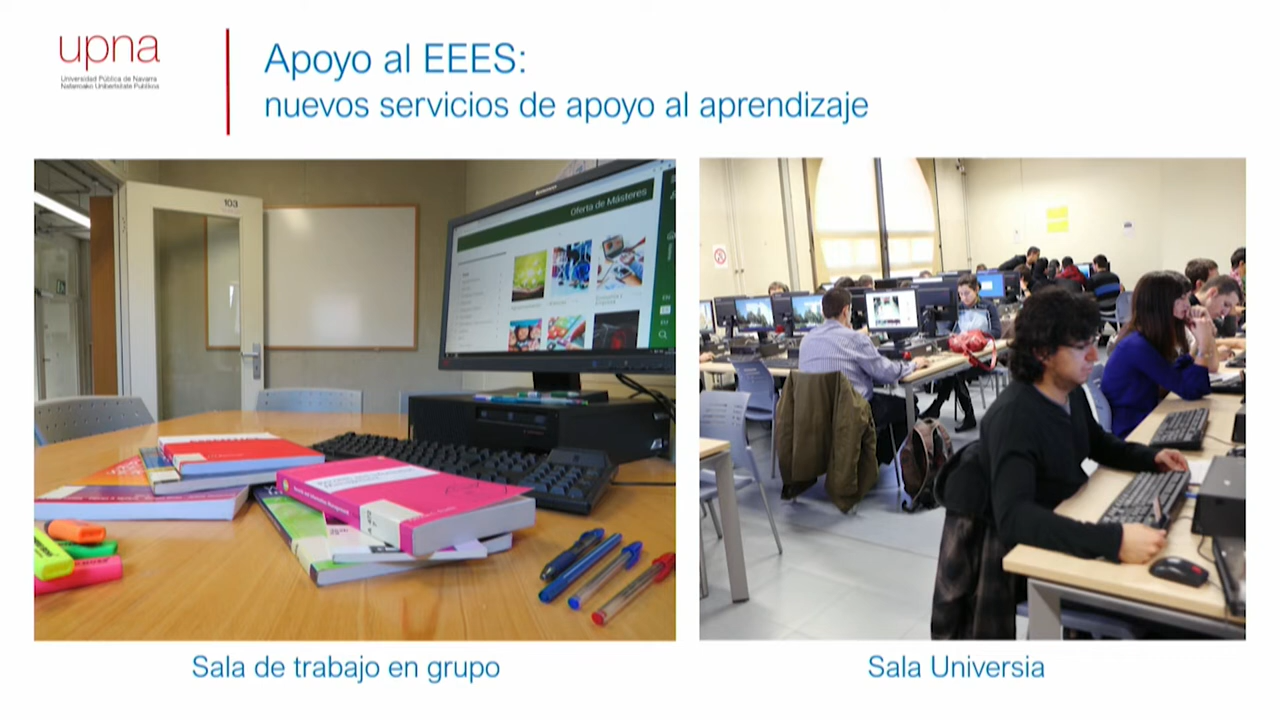 upna
Universidad Pública de Navarra
Nafarroako Unibertsitate Publikoa
Apoyo al EEES:
nuevos servicios de apoyo al aprendizaje
103
Oferta de Másteres
Sala de trabajo en grupo
Sala Universia